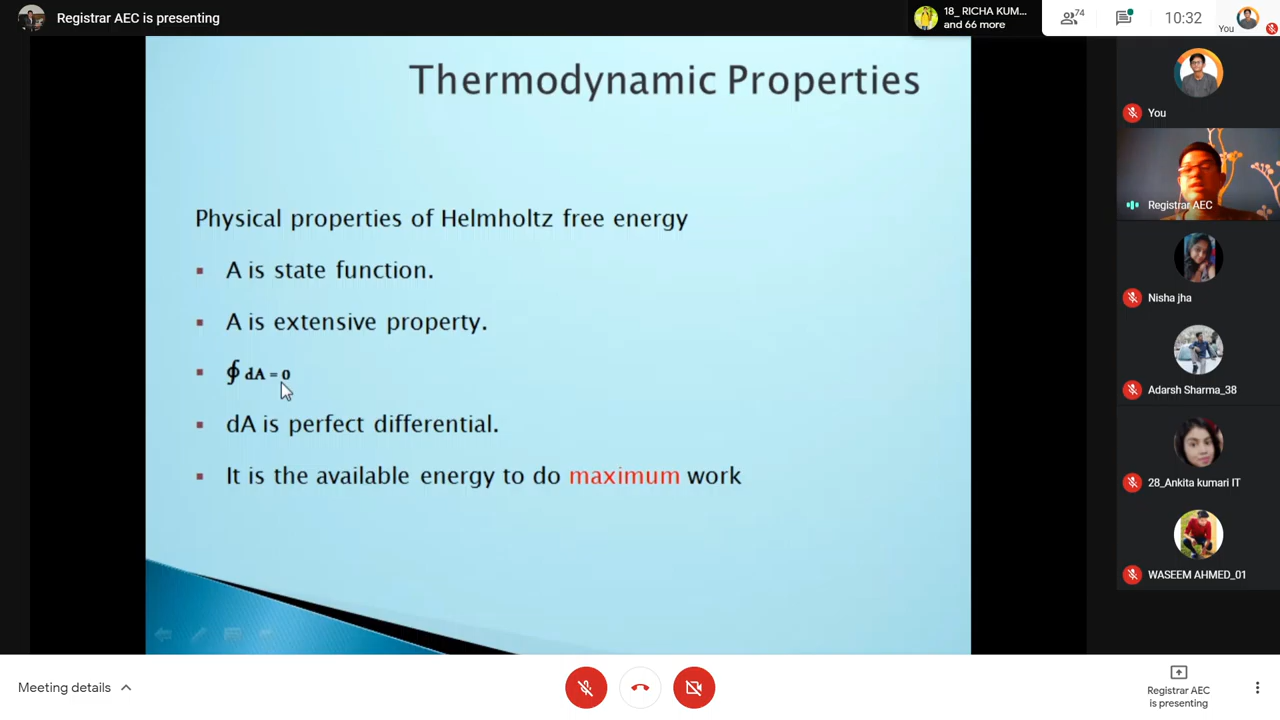 Registrar AEC is presenting
18_ RICHA KUM...
and 66 more
74
10:32
You
Thermodynamic Properties
Physical properties of Helmholtz free energy
▪ A is state function.
▪ A is extensive property.
▪ ∮ dA = 0
▪ dA is perfect differential.
▪ It is the available energy to do maximum work
You
Registrar AEC
Nisha jha
Adarsh Sharma_38
28_Ankita kumari IT
WASEEM AHMED_01
Meeting details
Registrar AEC
is presenting